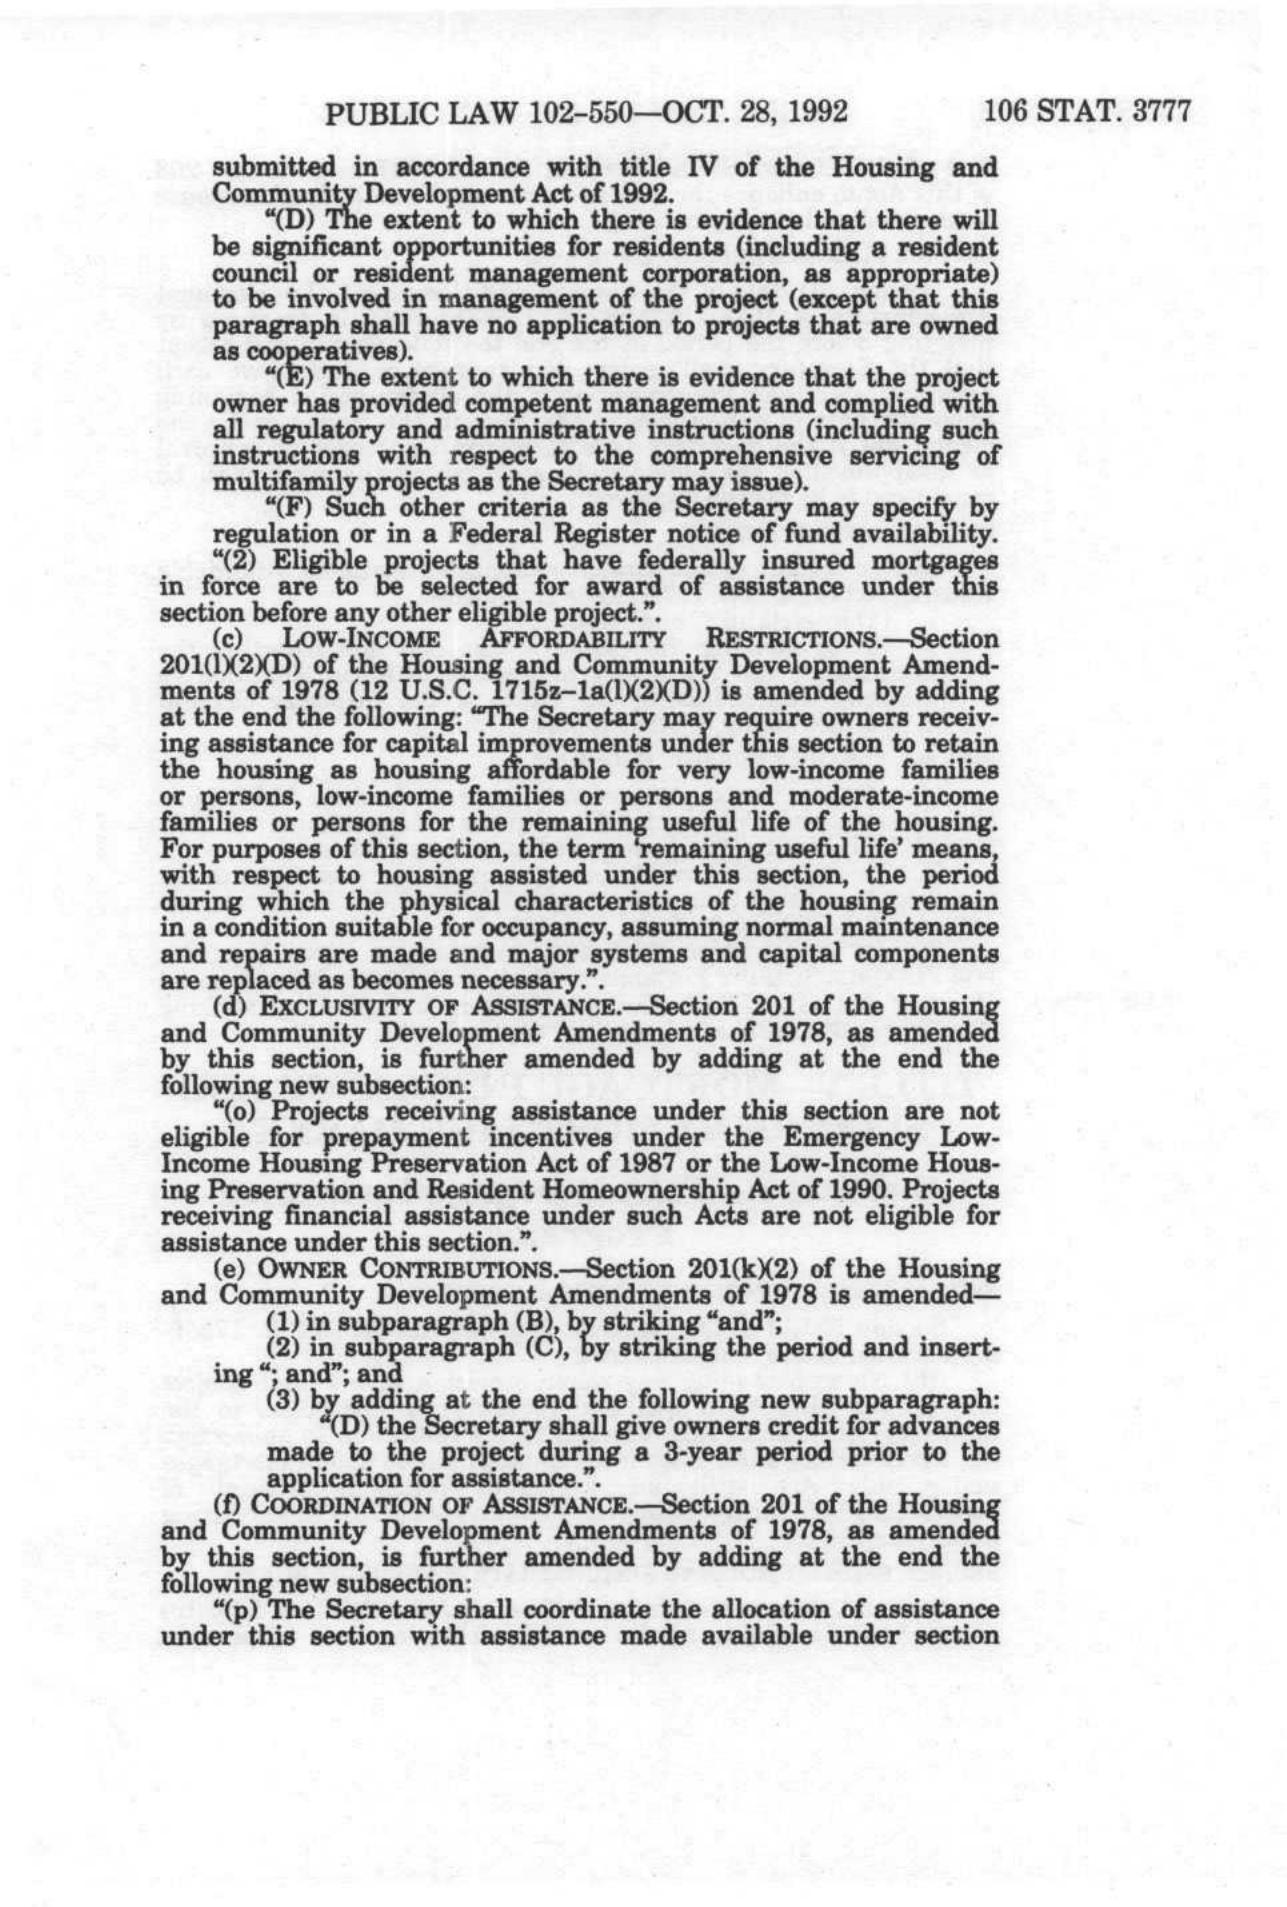 PUBLIC LAW 102–550—OCT. 28, 1992 106 STAT. 3777
submitted in accordance with title IV of the Housing and
Community Development Act of 1992.
“(D) The extent to which there is evidence that there will
be significant opportunities for residents (including a resident
council or resident management corporation, as appropriate)
to be involved in management of the project (except that this
paragraph shall have no application to projects that are owned
as cooperatives).
“(E) The extent to which there is evidence that the project
owner has provided competent management and complied with
all regulatory and administrative instructions (including such
instructions with respect to the comprehensive servicing of
multifamily projects as the Secretary may issue).
“(F) Such other criteria as the Secretary may specify by
regulation or in a Federal Register notice of fund availability.
“(2) Eligible projects that have federally insured mortgages
in force are to be selected for award of assistance under this
section before any other eligible project.”.
(c) LOW-INCOME AFFORDABILITY RESTRICTIONS.—Section
201(l)(2)(D) of the Housing and Community Development Amend-
ments of 1978 (12 U.S.C. 1715z–1a(l)(2)(D)) is amended by adding
at the end the following: “The Secretary may require owners receiv-
ing assistance for capital improvements under this section to retain
the housing as housing affordable for very low-income families
or persons, low-income families or persons and moderate-income
families or persons for the remaining useful life of the housing.
For purposes of this section, the term ‘remaining useful life’ means,
with respect to housing assisted under this section, the period
during which the physical characteristics of the housing remain
in a condition suitable for occupancy, assuming normal maintenance
and repairs are made and major systems and capital components
are replaced as becomes necessary.”.
(d) EXCLUSIVITY OF ASSISTANCE.—Section 201 of the Housing
and Community Development Amendments of 1978, as amended
by this section, is further amended by adding at the end the
following new subsection:
“(o) Projects receiving assistance under this section are not
eligible for prepayment incentives under the Emergency Low-
Income Housing Preservation Act of 1987 or the Low-Income Hous-
ing Preservation and Resident Homeownership Act of 1990. Projects
receiving financial assistance under such Acts are not eligible for
assistance under this section.”.
(e) OWNER CONTRIBUTIONS.—Section 201(k)(2) of the Housing
and Community Development Amendments of 1978 is amended—
(1) in subparagraph (B), by striking “and”;
(2) in subparagraph (C), by striking the period and insert-
ing “; and”; and
(3) by adding at the end the following new subparagraph:
“(D) the Secretary shall give owners credit for advances
made to the project during a 3-year period prior to the
application for assistance.”.
(f) COORDINATION OF ASSISTANCE.—Section 201 of the Housing
and Community Development Amendments of 1978, as amended
by this section, is further amended by adding at the end the
following new subsection:
“(p) The Secretary shall coordinate the allocation of assistance
under this section with assistance made available under section